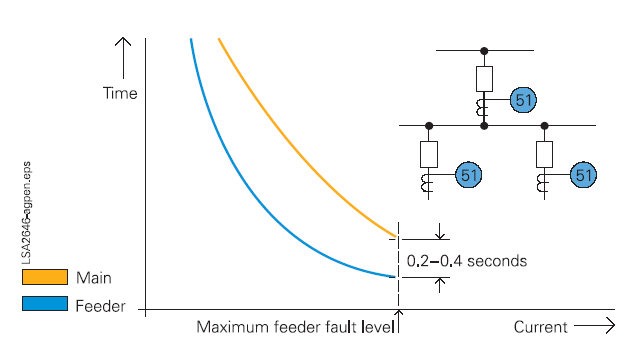 Time
51
51
51
LSA2646-agpen.eps
0.2–0.4 seconds
Main
Feeder
Maximum feeder fault level
Current